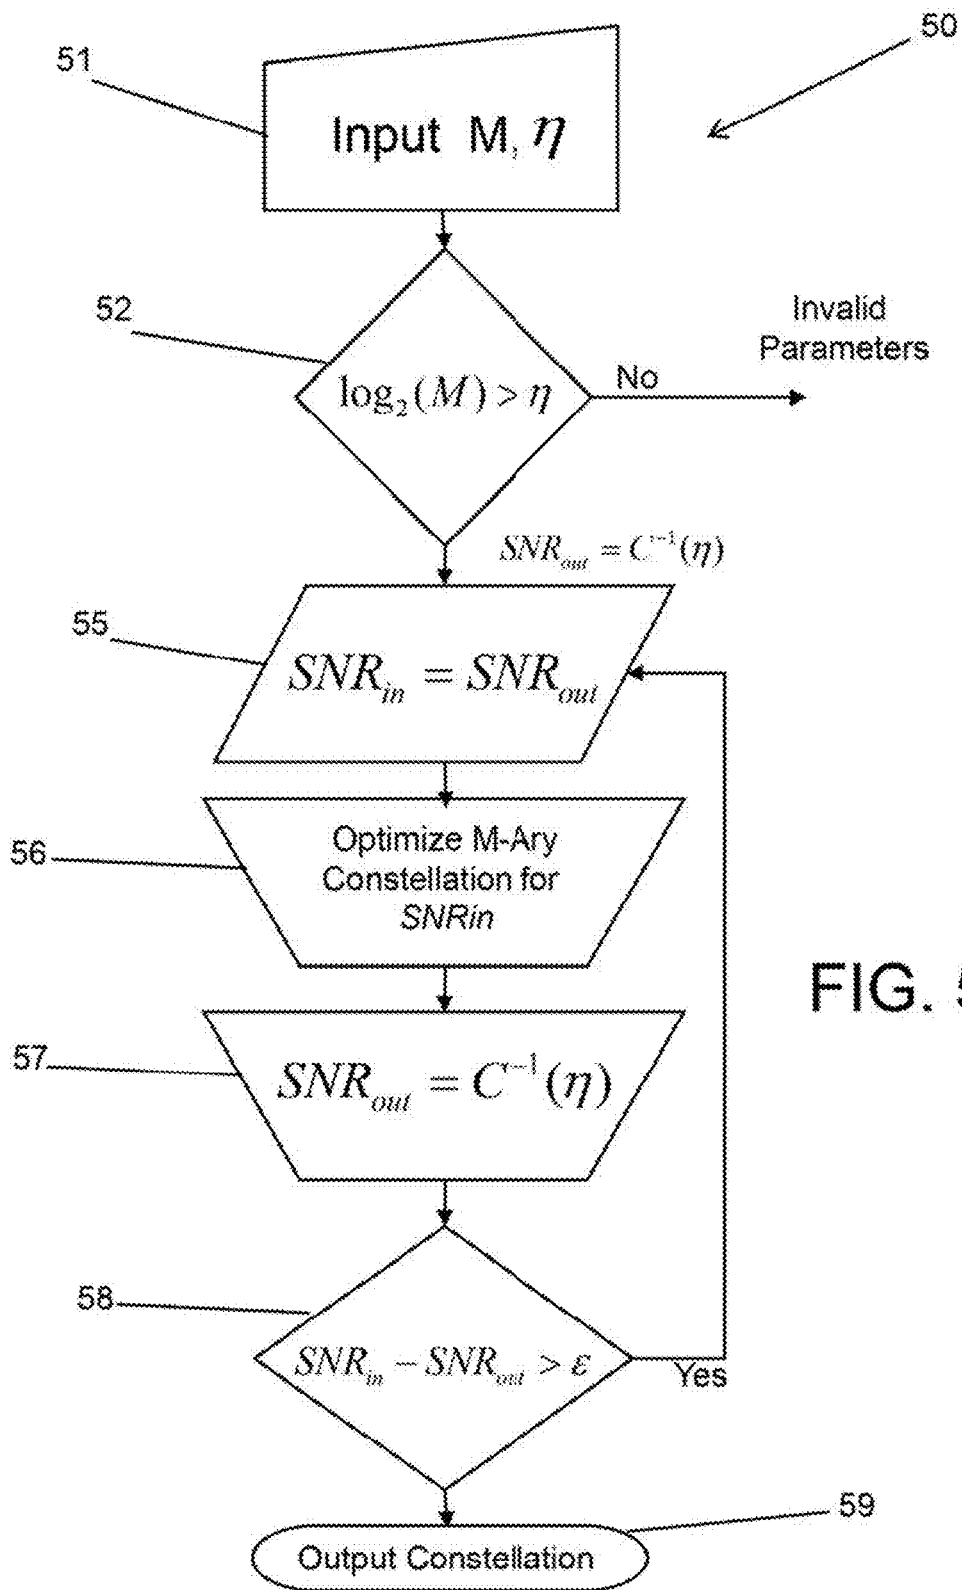 50
51
Input M, η
52
log₂(M) > η
No
Invalid
Parameters
SNR_out = C⁻¹(η)
55
SNR_in = SNR_out
56
Optimize M-Ary
Constellation for
SNRin
57
SNR_out = C⁻¹(η)
FIG. 5
58
SNR_in – SNR_out > ε
Yes
59
Output Constellation